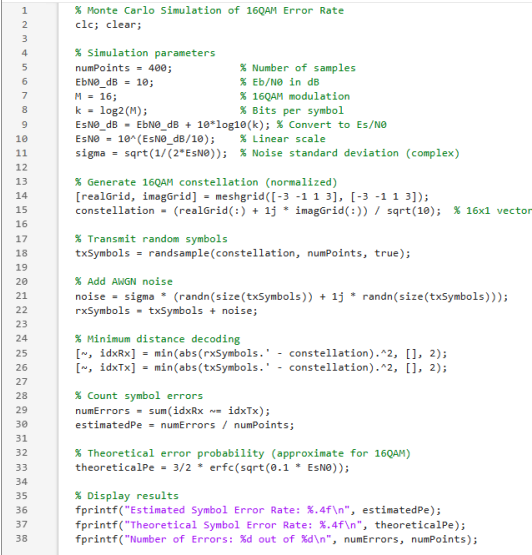 1 % Monte Carlo Simulation of 16QAM Error Rate
2 clc; clear;
3
4 % Simulation parameters
5 numPoints = 400; % Number of samples
6 EbN0_dB = 10; % Eb/N0 in dB
7 M = 16; % 16QAM modulation
8 k = log2(M); % Bits per symbol
9 EsN0_dB = EbN0_dB + 10*log10(k); % Convert to Es/N0
10 EsN0 = 10^(EsN0_dB/10); % Linear scale
11 sigma = sqrt(1/(2*EsN0)); % Noise standard deviation (complex)
12
13 % Generate 16QAM constellation (normalized)
14 [realGrid, imagGrid] = meshgrid([-3 -1 1 3], [-3 -1 1 3]);
15 constellation = (realGrid(:) + 1j * imagGrid(:)) / sqrt(10); % 16x1 vector
16
17 % Transmit random symbols
18 txSymbols = randsample(constellation, numPoints, true);
19
20 % Add AWGN noise
21 noise = sigma * (randn(size(txSymbols)) + 1j * randn(size(txSymbols)));
22 rxSymbols = txSymbols + noise;
23
24 % Minimum distance decoding
25 [~, idxRx] = min(abs(rxSymbols.' - constellation).^2, [], 2);
26 [~, idxTx] = min(abs(txSymbols.' - constellation).^2, [], 2);
27
28 % Count symbol errors
29 numErrors = sum(idxRx ~= idxTx);
30 estimatedPe = numErrors / numPoints;
31
32 % Theoretical error probability (approximate for 16QAM)
33 theoreticalPe = 3/2 * erfc(sqrt(0.1 * EsN0));
34
35 % Display results
36 fprintf("Estimated Symbol Error Rate: %.4f\n", estimatedPe);
37 fprintf("Theoretical Symbol Error Rate: %.4f\n", theoreticalPe);
38 fprintf("Number of Errors: %d out of %d\n", numErrors, numPoints);